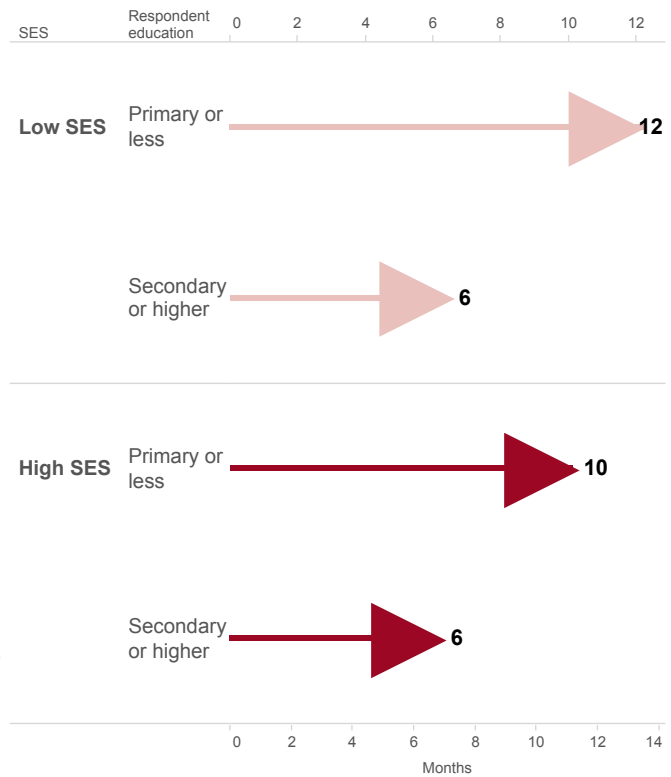 SES
Respondent
education
0 2 4 6 8 10 12
Low SES
Primary or
less
12
Secondary
or higher
6
High SES
Primary or
less
10
Secondary
or higher
6
0 2 4 6 8 10 12 14
Months